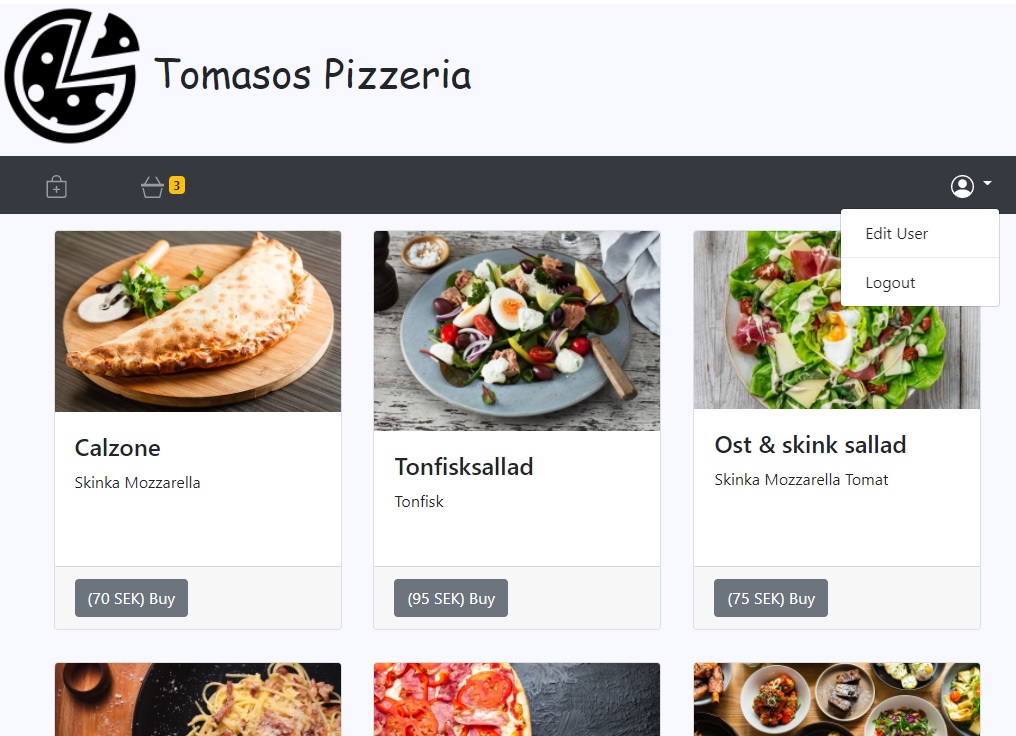 Tomasos Pizzeria
3
Edit User
Logout
Calzone
Skinka Mozzarella
(70 SEK) Buy
Tonfisksallad
Tonfisk
(95 SEK) Buy
Ost & skink sallad
Skinka Mozzarella Tomat
(75 SEK) Buy